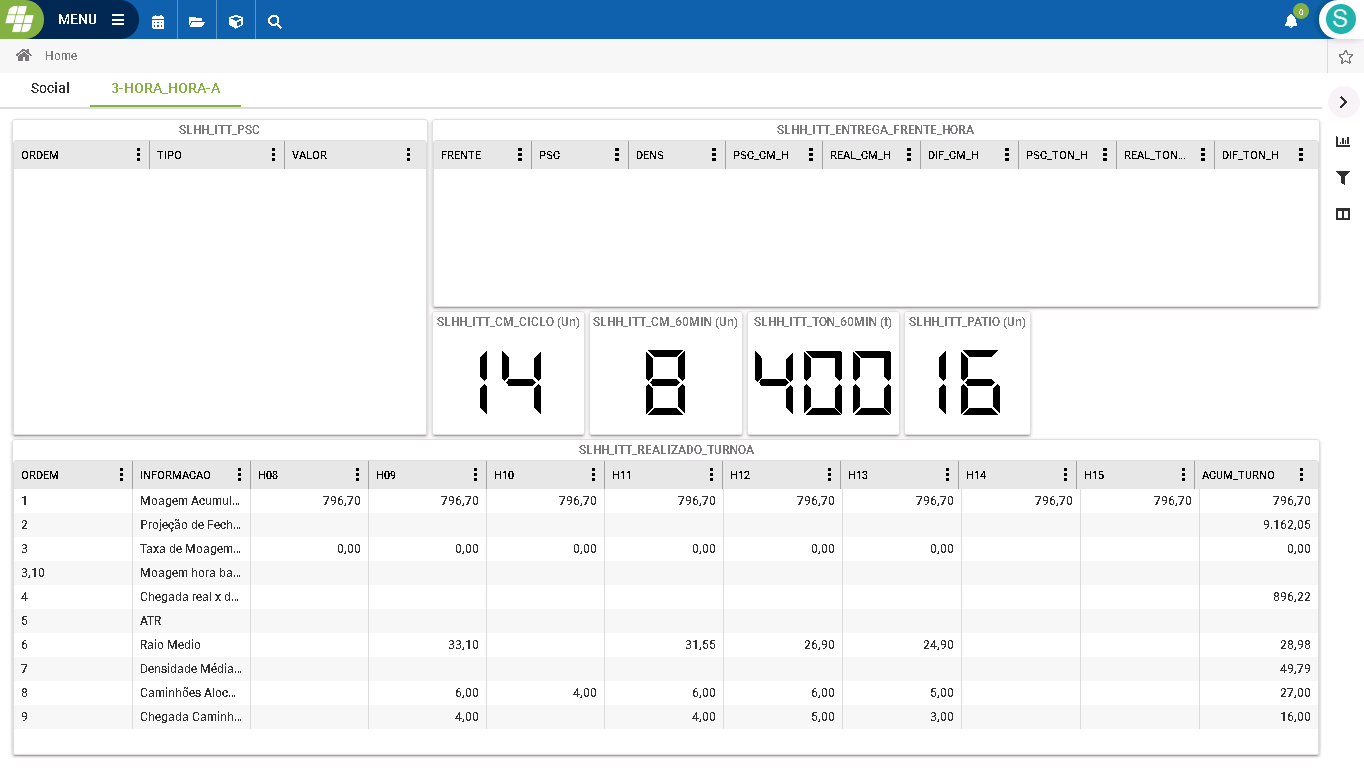 MENU
0
S
Home
Social 3-HORA_HORA-A
SLHH_ITT_PSC
ORDEM TIPO VALOR
SLHH_ITT_ENTREGA_FRENTE_HORA
FRENTE PSC DENS PSC_CM_H REAL_CM_H DIF_CM_H PSC_TON_H REAL_TON... DIF_TON_H
SLHH_ITT_CM_CICLO (Un) SLHH_ITT_CM_60MIN (Un) SLHH_ITT_TON_60MIN (t) SLHH_ITT_PATIO (Un)
14 8 400 16
SLHH_ITT_REALIZADO_TURNOA
ORDEM INFORMACAO H08 H09 H10 H11 H12 H13 H14 H15 ACUM_TURNO
1 Moagem Acumul... 796,70 796,70 796,70 796,70 796,70 796,70 796,70 796,70 796,70
2 Projeção de Fech... 9.162,05
3 Taxa de Moagem... 0,00 0,00 0,00 0,00 0,00 0,00 0,00
3,10 Moagem hora ba...
4 Chegada real x d... 896,22
5 ATR
6 Raio Medio 33,10 31,55 26,90 24,90 28,98
7 Densidade Média... 49,79
8 Caminhões Aloc... 6,00 4,00 6,00 6,00 5,00 27,00
9 Chegada Caminh... 4,00 4,00 5,00 3,00 16,00